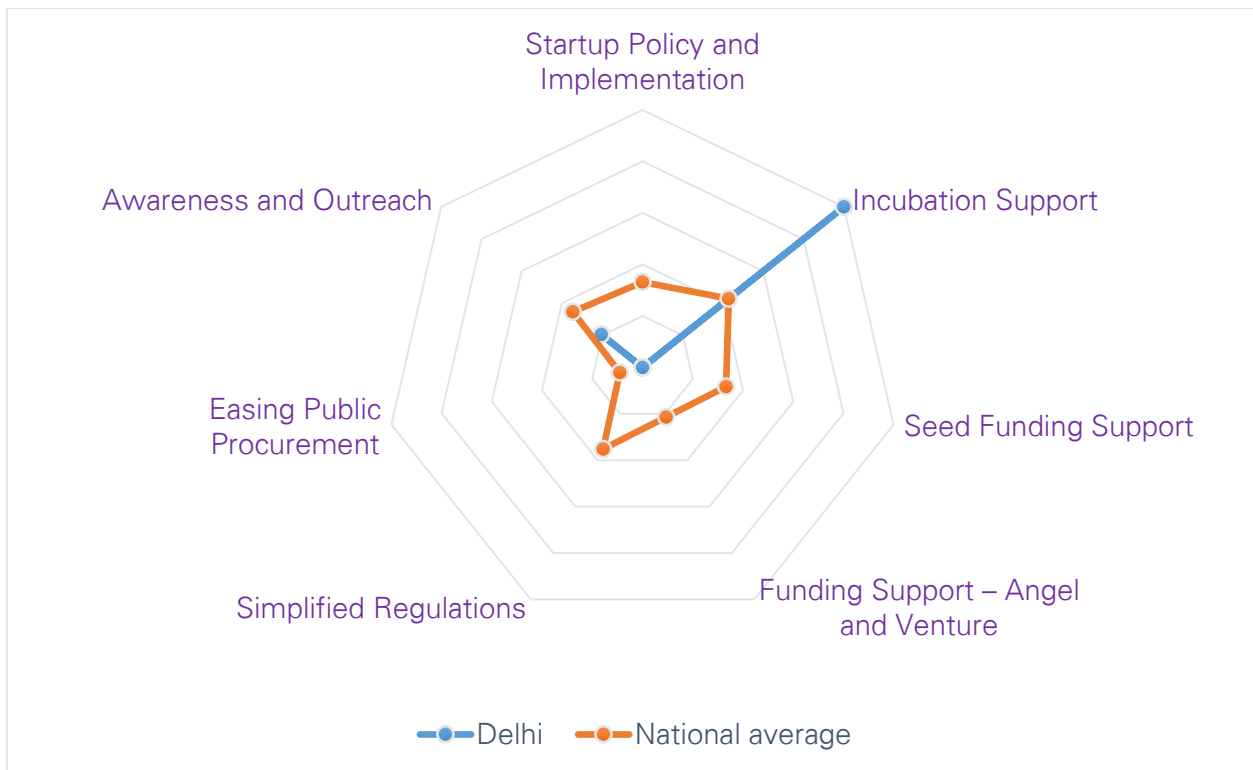 Startup Policy and
Implementation
Awareness and Outreach
Incubation Support
Easing Public
Procurement
Seed Funding Support
Simplified Regulations
Funding Support – Angel
and Venture
Delhi
National average